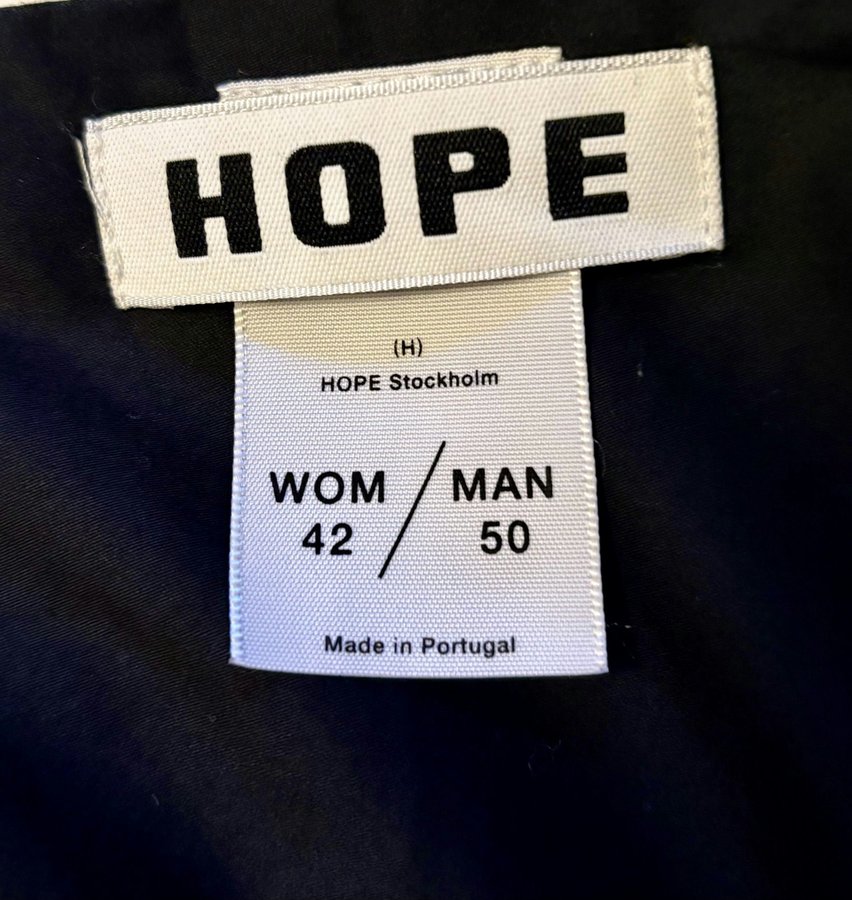 HOPE
(H)
HOPE Stockholm
WOM / MAN
42 50
Made in Portugal